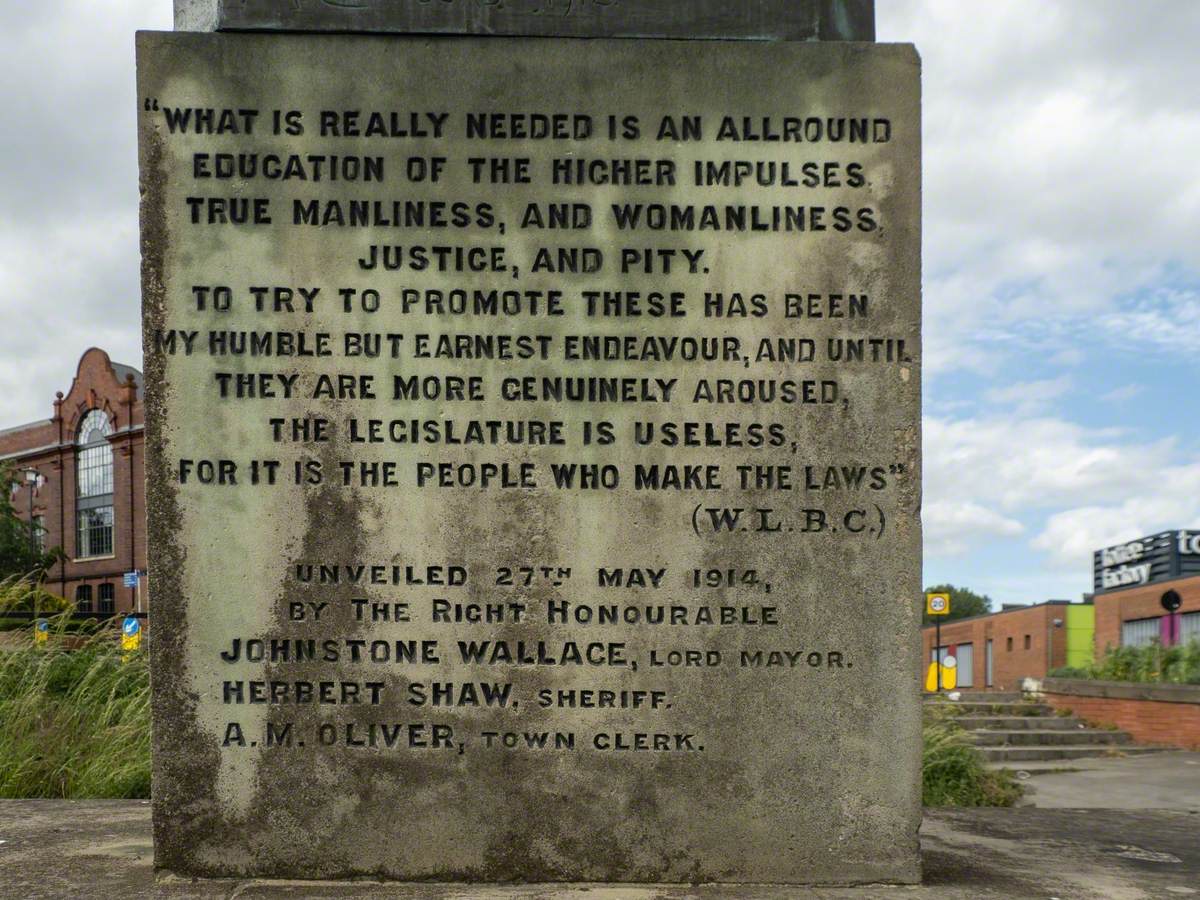 “WHAT IS REALLY NEEDED IS AN ALLROUND
EDUCATION OF THE HIGHER IMPULSES,
TRUE MANLINESS, AND WOMANLINESS,
JUSTICE, AND PITY.
TO TRY TO PROMOTE THESE HAS BEEN
MY HUMBLE BUT EARNEST ENDEAVOUR, AND UNTIL
THEY ARE MORE GENUINELY AROUSED,
THE LEGISLATURE IS USELESS,
FOR IT IS THE PEOPLE WHO MAKE THE LAWS”
(W.L.B.C.)
UNVEILED 27TH MAY 1914,
BY THE RIGHT HONOURABLE
JOHNSTONE WALLACE, LORD MAYOR.
HERBERT SHAW, SHERIFF.
A.M. OLIVER, TOWN CLERK.
20